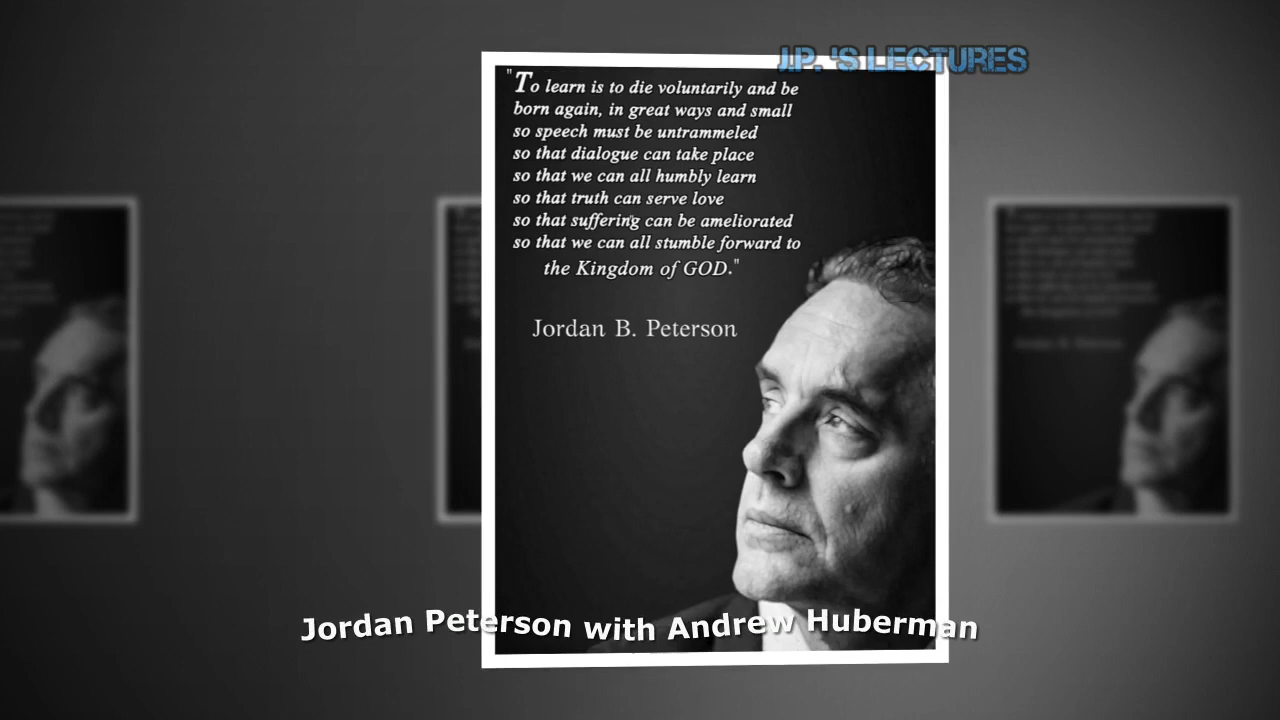 J.P. 'S LECTURES
"To learn is to die voluntarily and be
born again, in great ways and small
so speech must be untrammeled
so that dialogue can take place
so that we can all humbly learn
so that truth can serve love
so that suffering can be ameliorated
so that we can all stumble forward to
the Kingdom of GOD."
Jordan B. Peterson
Jordan Peterson with Andrew Huberman